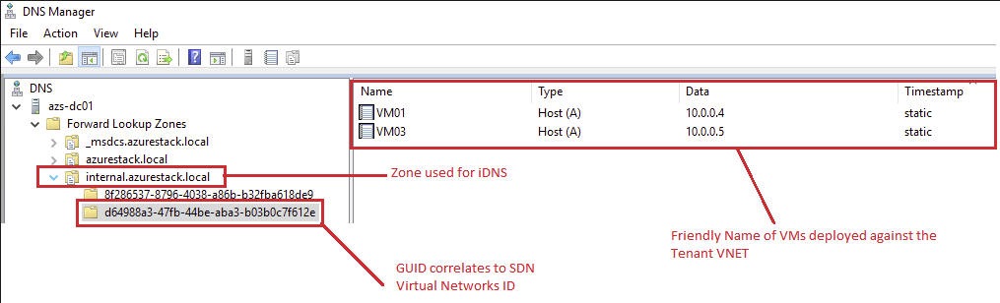 DNS Manager
File Action View Help
DNS
azs-dc01
Forward Lookup Zones
_msdcs.azurestack.local
azurestack.local
internal.azurestack.local
8f286537-8796-4038-a86b-b32fba618de9
d64988a3-47fb-44be-aba3-b03b0c7f612e
Name Type Data Timestamp
VM01 Host (A) 10.0.0.4 static
VM03 Host (A) 10.0.0.5 static
Zone used for iDNS
Friendly Name of VMs deployed against the
Tenant VNET
GUID correlates to SDN
Virtual Networks ID